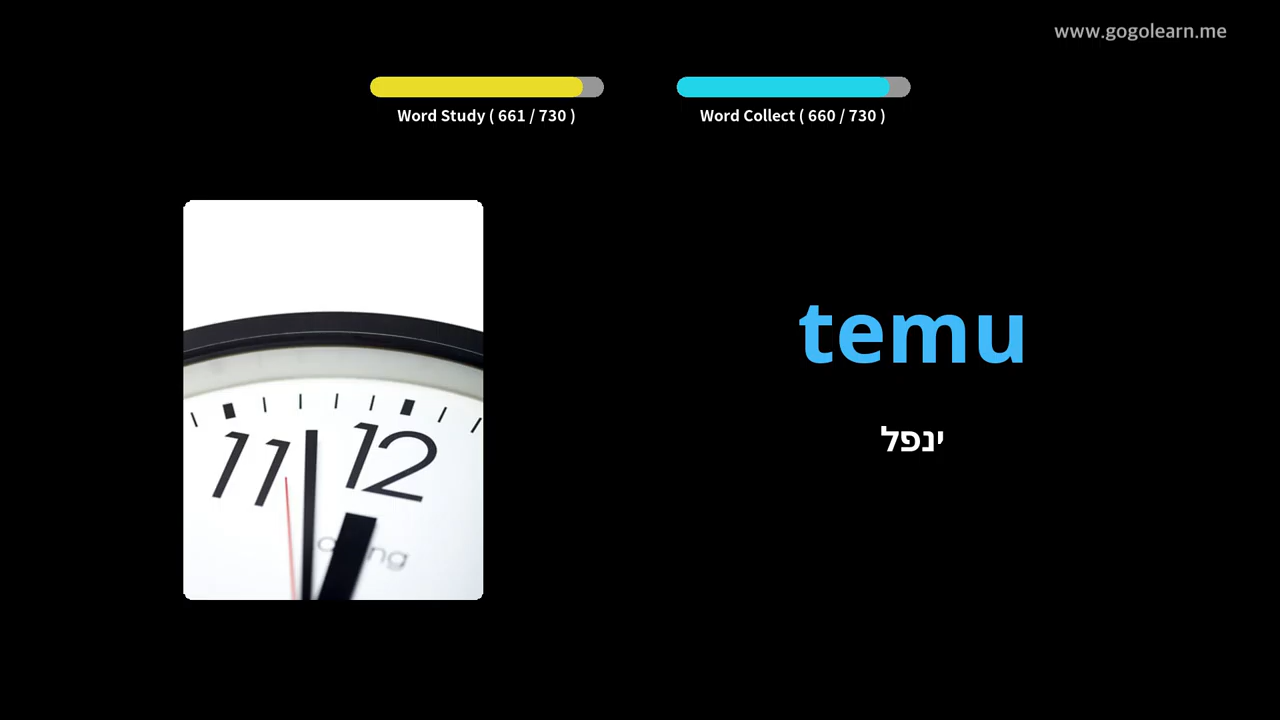 www.gogolearn.me
Word Study ( 661 / 730 )
Word Collect ( 660 / 730 )
11 12
temu
ינפל